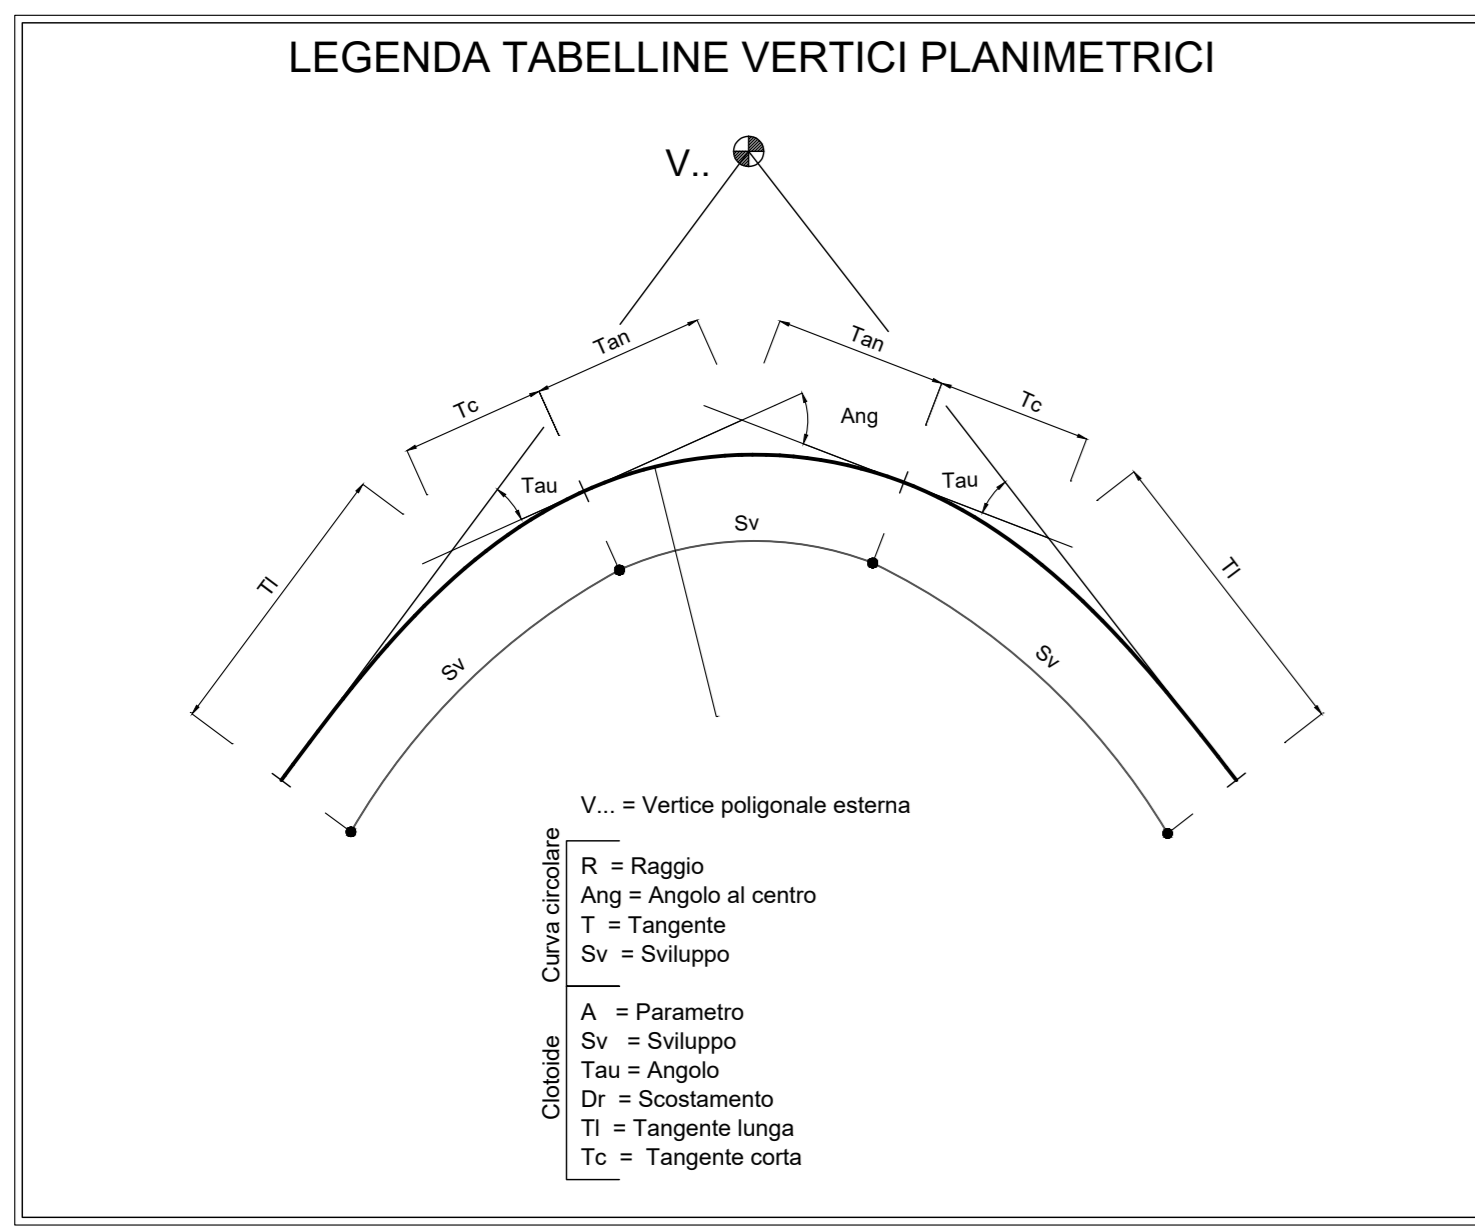 LEGENDA TABELLINE VERTICI PLANIMETRICI
V..
Tan
Tan
Tc
Tc
Ang
Tau
Tau
Sv
Tl
Tl
Sv
Sv
V... = Vertice poligonale esterna
Curva circolare
R = Raggio
Ang = Angolo al centro
T = Tangente
Sv = Sviluppo
Clotoide
A = Parametro
Sv = Sviluppo
Tau = Angolo
Dr = Scostamento
Tl = Tangente lunga
Tc = Tangente corta